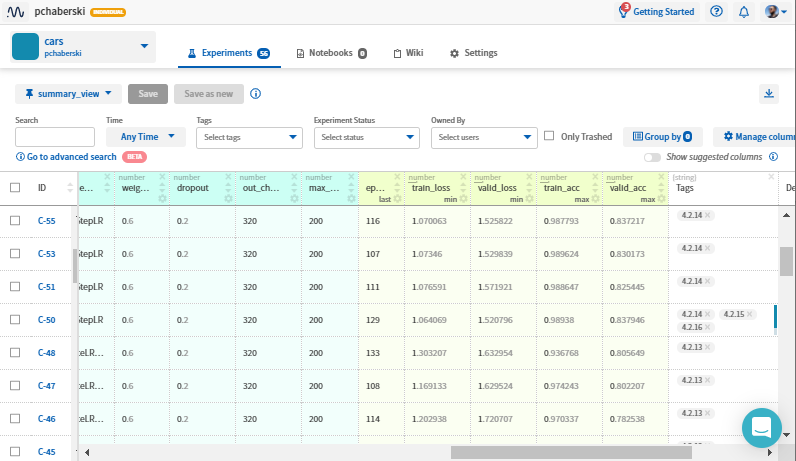 pchaberski INDIVIDUAL 3 Getting Started
cars
pchaberski
Experiments 56 Notebooks 0 Wiki Settings
summary_view Save Save as new
Search Time Tags Experiment Status Owned By
Any Time Select tags Select status Select users Only Trashed Group by 0 Manage column
Go to advanced search BETA Show suggested columns
number number number number number number number number number (string)
ID e... weig... dropout out_ch... max_... ep... train_loss valid_loss train_acc valid_acc Tags De
last min min max max
C-55 StepLR 0.6 0.2 320 200 116 1.070063 1.525822 0.987793 0.837217 4.2.14
C-53 StepLR 0.6 0.2 320 200 107 1.07346 1.529839 0.989624 0.830173 4.2.14
C-51 StepLR 0.6 0.2 320 200 111 1.076591 1.571921 0.988647 0.825445 4.2.14
C-50 StepLR 0.6 0.2 320 200 129 1.064069 1.520796 0.98938 0.837946 4.2.14 4.2.15
4.2.16
C-48 ceLR... 0.6 0.2 320 200 133 1.303207 1.632954 0.936768 0.805649 4.2.13
C-47 ceLR... 0.6 0.2 320 200 108 1.169133 1.629524 0.974243 0.802207 4.2.13
C-46 ceLR... 0.6 0.2 320 200 114 1.202938 1.720707 0.970337 0.782538 4.2.13
C-45